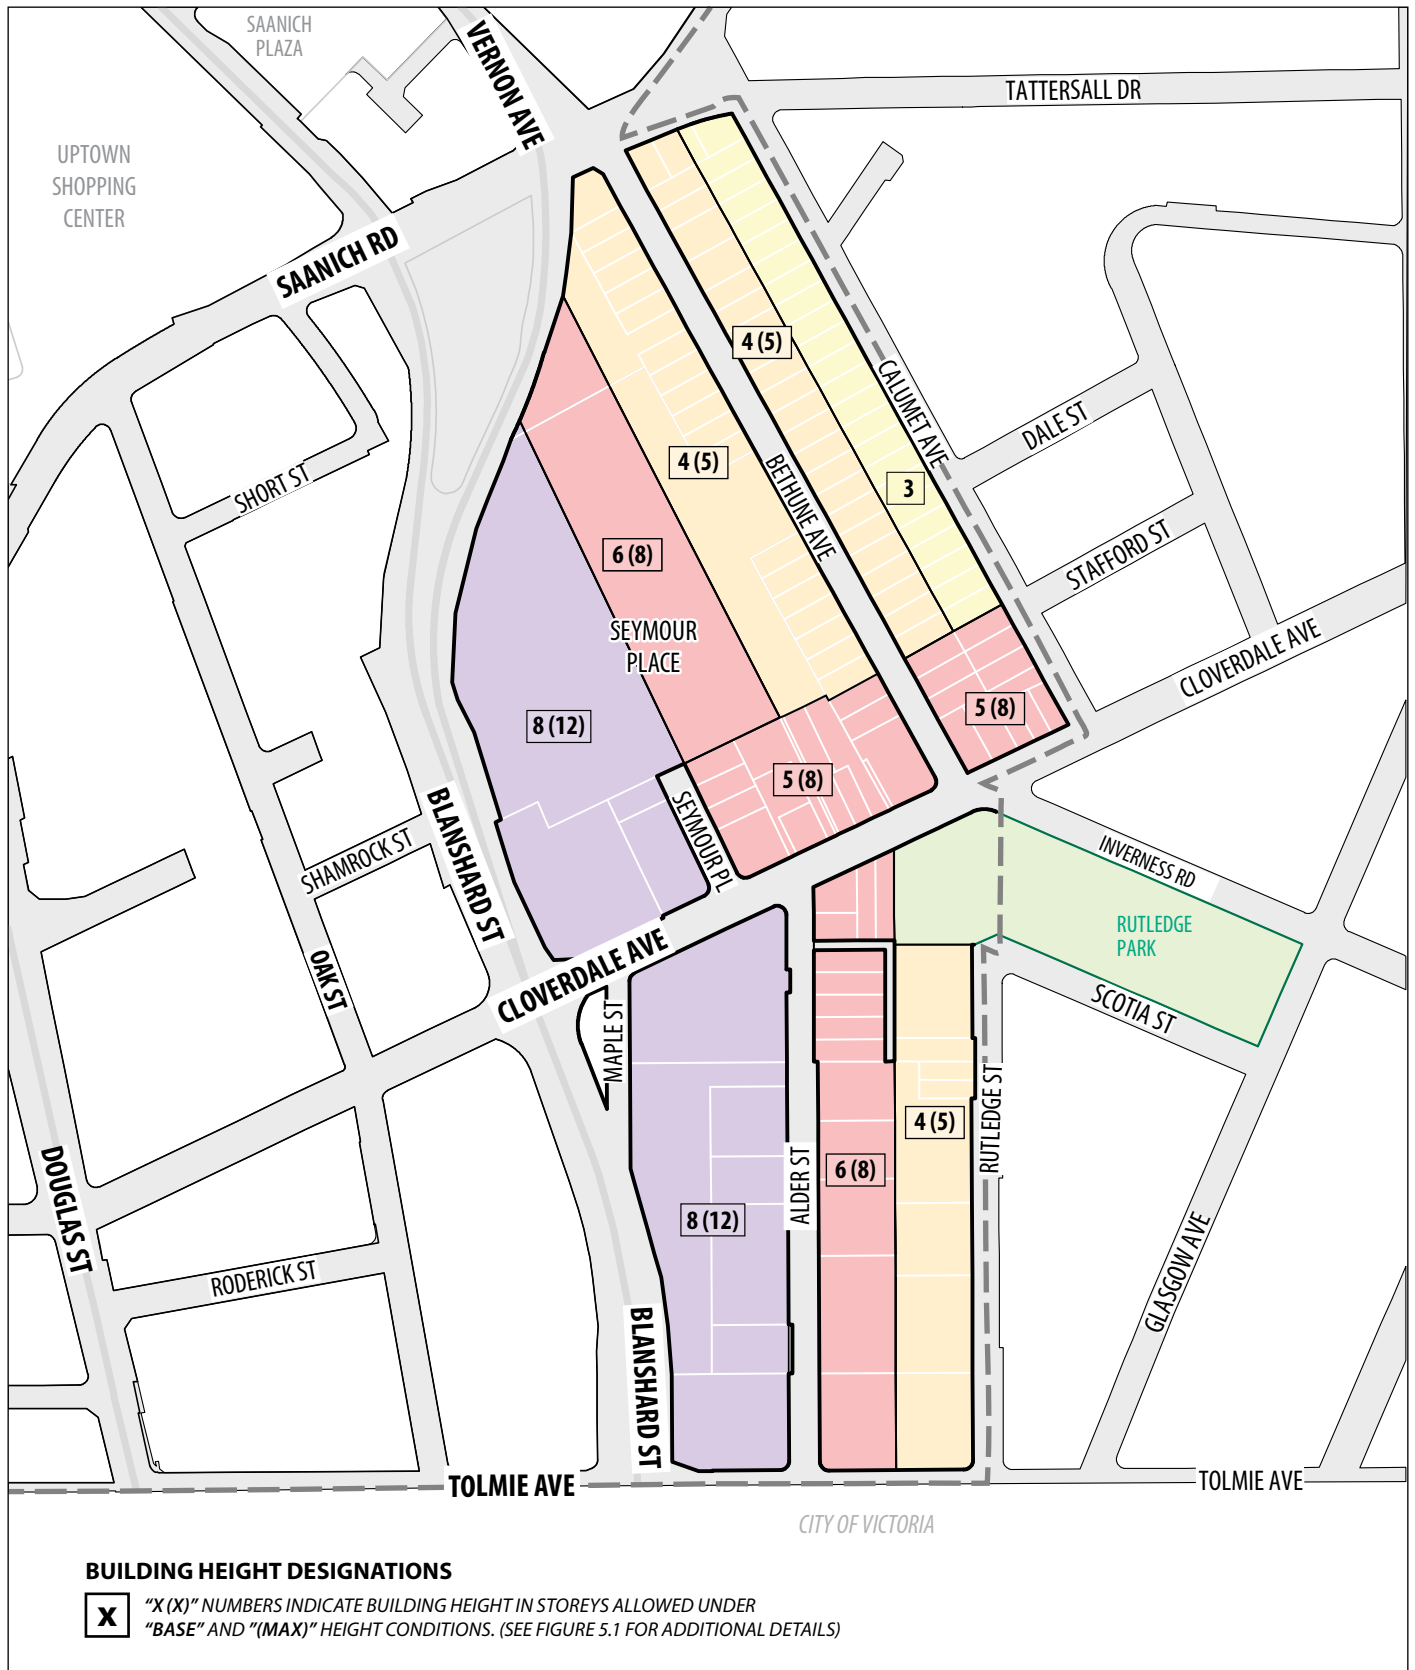 SAANICH
PLAZA
VERNON AVE
TATTERSALL DR
UPTOWN
SHOPPING
CENTER
SAANICH RD
4 (5)
CALUMET AVE
DALE ST
4 (5)
BETHUNE AVE
SHORT ST
3
6 (8)
STAFFORD ST
SEYMOUR
PLACE
CLOVERDALE AVE
5 (8)
8 (12)
5 (8)
SEYMOUR PL
BLANSHARD ST
SHAMROCK ST
INVERNESS RD
RUTLEDGE
PARK
OAK ST
CLOVERDALE AVE
SCOTIA ST
MAPLE ST
RUTLEDGE ST
4 (5)
ALDER ST
6 (8)
DOUGLAS ST
8 (12)
GLASGOW AVE
RODERICK ST
BLANSHARD ST
TOLMIE AVE
TOLMIE AVE
CITY OF VICTORIA
BUILDING HEIGHT DESIGNATIONS
X
“X (X)” NUMBERS INDICATE BUILDING HEIGHT IN STOREYS ALLOWED UNDER
“BASE” AND ”(MAX)” HEIGHT CONDITIONS. (SEE FIGURE 5.1 FOR ADDITIONAL DETAILS)